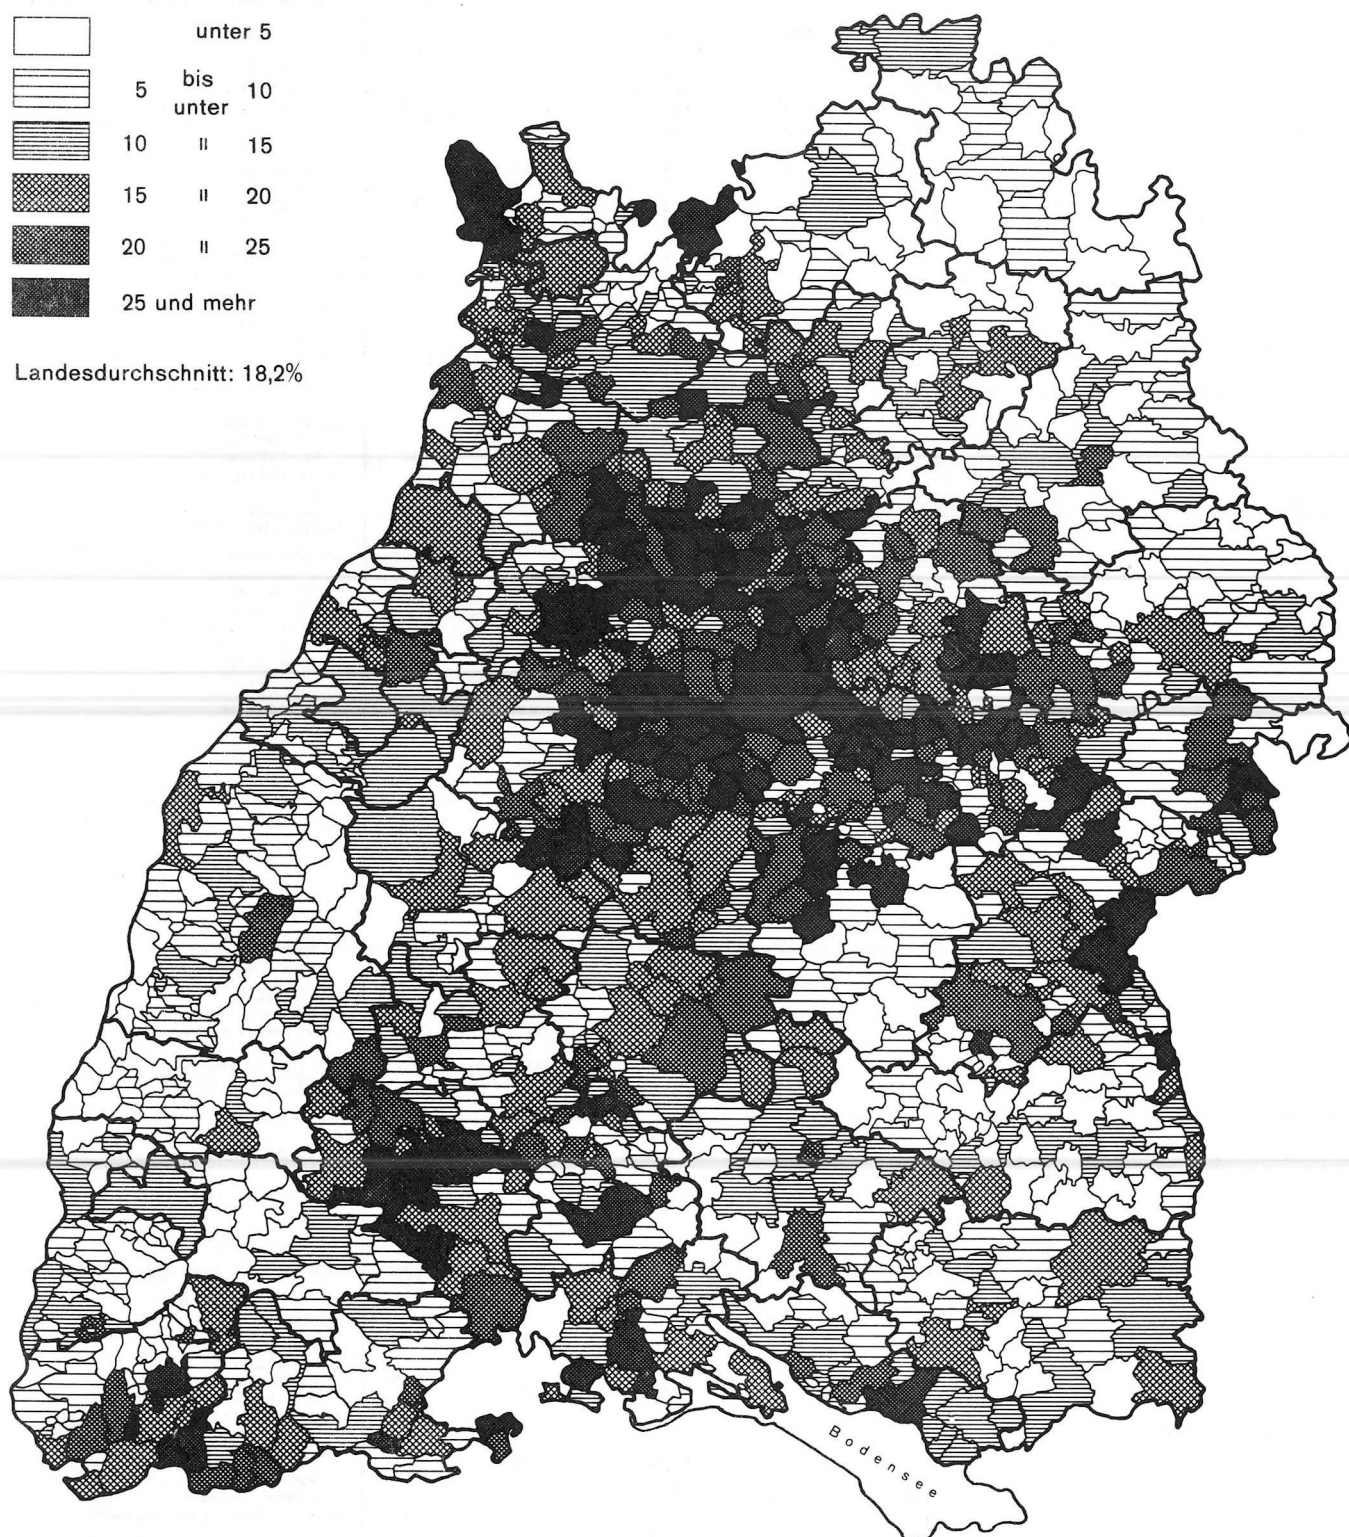 unter 5
5 bis unter 10
10 " 15
15 " 20
20 " 25
25 und mehr
Landesdurchschnitt: 18,2%
Bodensee